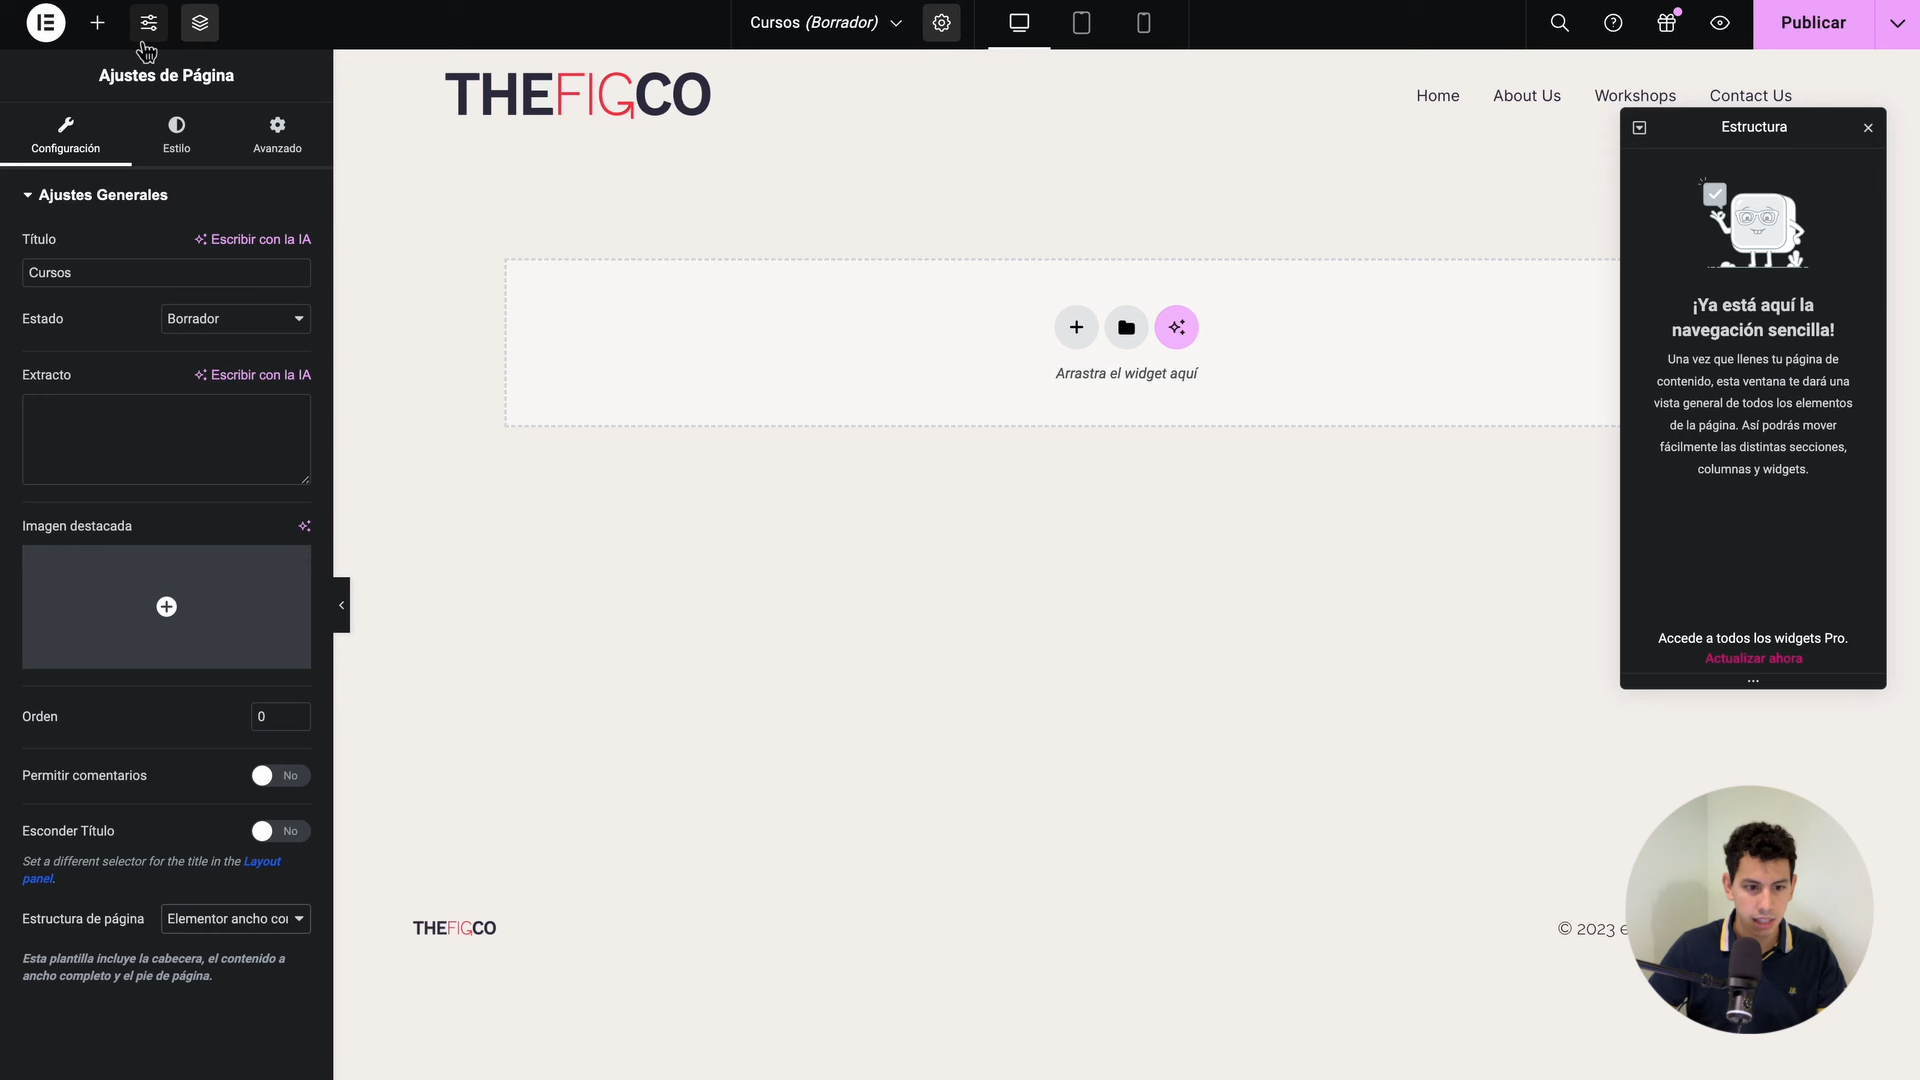 Cursos (Borrador)
Publicar
Ajustes de Página
Configuración
Estilo
Avanzado
Ajustes Generales
Título
Escribir con la IA
Cursos
Estado
Borrador
Extracto
Escribir con la IA
Imagen destacada
Orden
0
Permitir comentarios
No
Esconder Título
No
Set a different selector for the title in the Layout
panel.
Estructura de página
Elementor ancho co
Esta plantilla incluye la cabecera, el contenido a
ancho completo y el pie de página.
THEFIGCO
Home
About Us
Workshops
Contact Us
Arrastra el widget aquí
Estructura
¡Ya está aquí la
navegación sencilla!
Una vez que llenes tu página de
contenido, esta ventana te dará una
vista general de todos los elementos
de la página. Así podrás mover
fácilmente las distintas secciones,
columnas y widgets.
Accede a todos los widgets Pro.
Actualizar ahora
THEFIGCO
© 2023 e